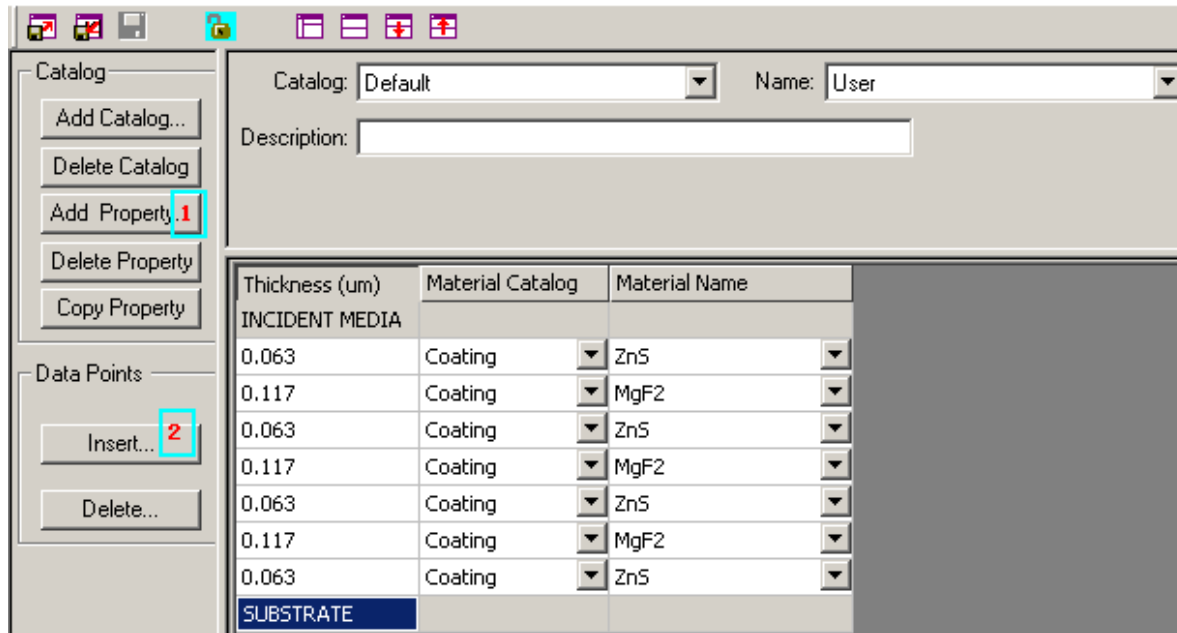 Catalog
Add Catalog...
Delete Catalog
Add Property.
1
Delete Property
Copy Property
Data Points
Insert...
2
Delete...
Catalog: Default Name: User
Description:
Thickness (um) Material Catalog Material Name
INCIDENT MEDIA
0.063 Coating ZnS
0.117 Coating MgF2
0.063 Coating ZnS
0.117 Coating MgF2
0.063 Coating ZnS
0.117 Coating MgF2
0.063 Coating ZnS
SUBSTRATE